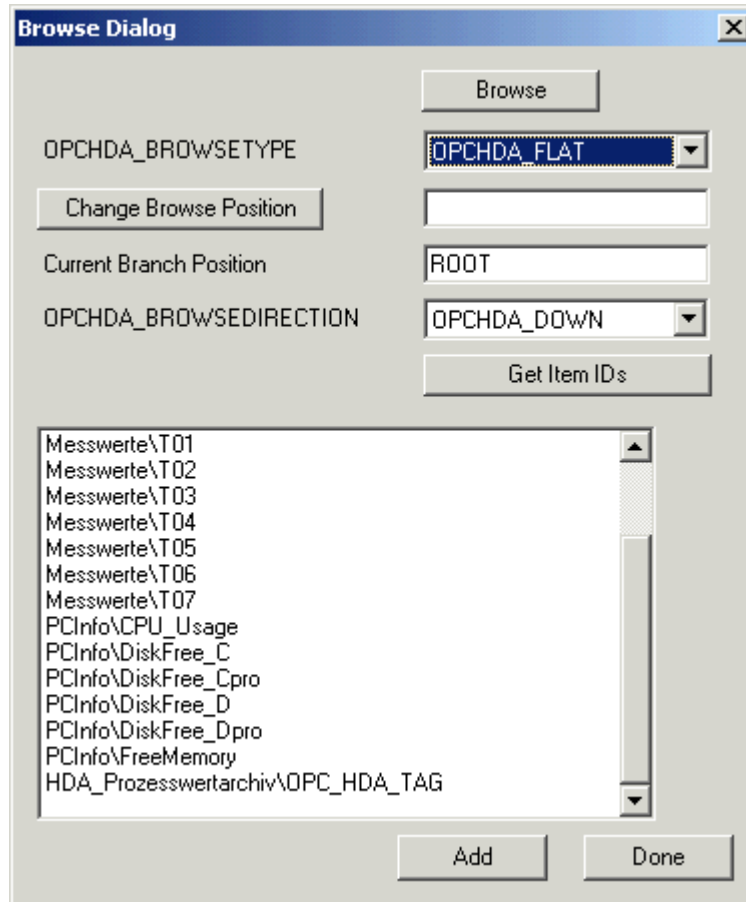 Browse Dialog
Browse
OPCHDA_BROWSETYPE
OPCHDA_FLAT
Change Browse Position
Current Branch Position
ROOT
OPCHDA_BROWSEDIRECTION
OPCHDA_DOWN
Get Item IDs
Messwerte\T01
Messwerte\T02
Messwerte\T03
Messwerte\T04
Messwerte\T05
Messwerte\T06
Messwerte\T07
PCInfo\CPU_Usage
PCInfo\DiskFree_C
PCInfo\DiskFree_Cpro
PCInfo\DiskFree_D
PCInfo\DiskFree_Dpro
PCInfo\FreeMemory
HDA_Prozesswertarchiv\OPC_HDA_TAG
Add
Done